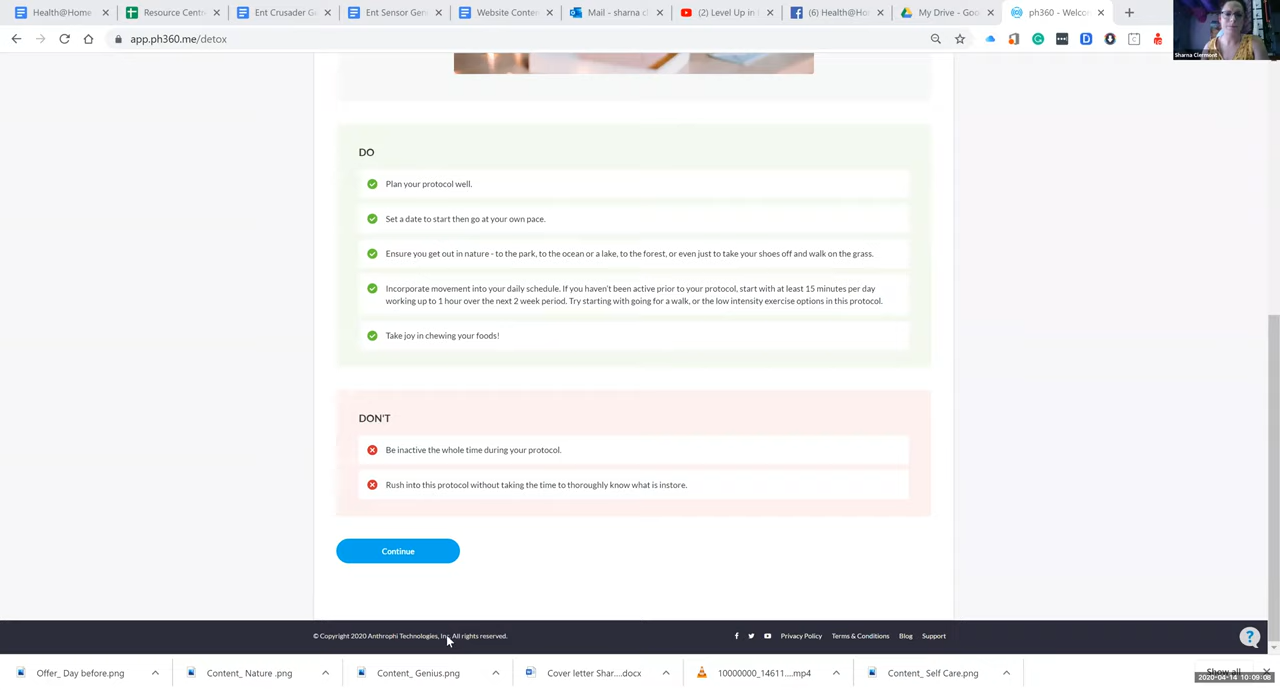 Health@Home
Resource Centr
Ent Crusader Ge
Ent Sensor Gen
Website Conten
Mail - sharna cl
(2) Level Up in
(6) Health@Hom
My Drive - Goo
ph360 - Welcom
app.ph360.me/detox
Sharna Clermont
DO
Plan your protocol well.
Set a date to start then go at your own pace.
Ensure you get out in nature - to the park, to the ocean or a lake, to the forest, or even just to take your shoes off and walk on the grass.
Incorporate movement into your daily schedule. If you haven't been active prior to your protocol, start with at least 15 minutes per day
working up to 1 hour over the next 2 week period. Try starting with going for a walk, or the low intensity exercise options in this protocol.
Take joy in chewing your foods!
DON'T
Be inactive the whole time during your protocol.
Rush into this protocol without taking the time to thoroughly know what is instore.
Continue
© Copyright 2020 Anthrophi Technologies, Inc. All rights reserved.
Privacy Policy Terms & Conditions Blog Support
Offer_ Day before.png
Content_ Nature .png
Content_ Genius.png
Cover letter Shar....docx
10000000_14611....mp4
Content_ Self Care.png
Show all
2020-04-14 10:09:08